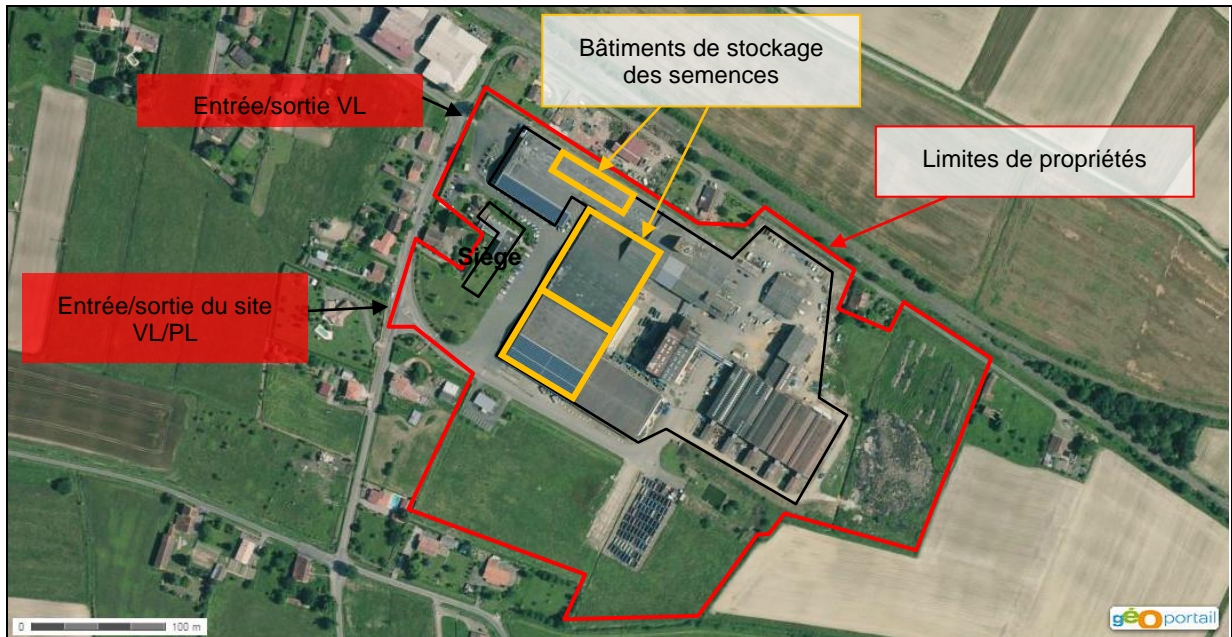 Bâtiments de stockage
des semences
Entrée/sortie VL
Limites de propriétés
Siège
Entrée/sortie du site
VL/PL
0 100 m
géoportail